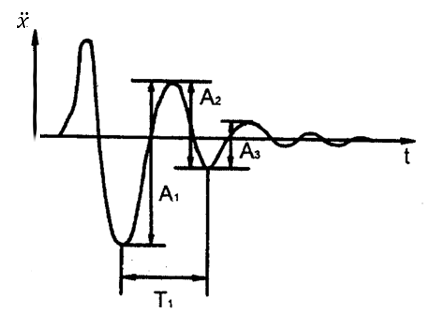 ẍ
A₂
A₃
t
A₁
T₁